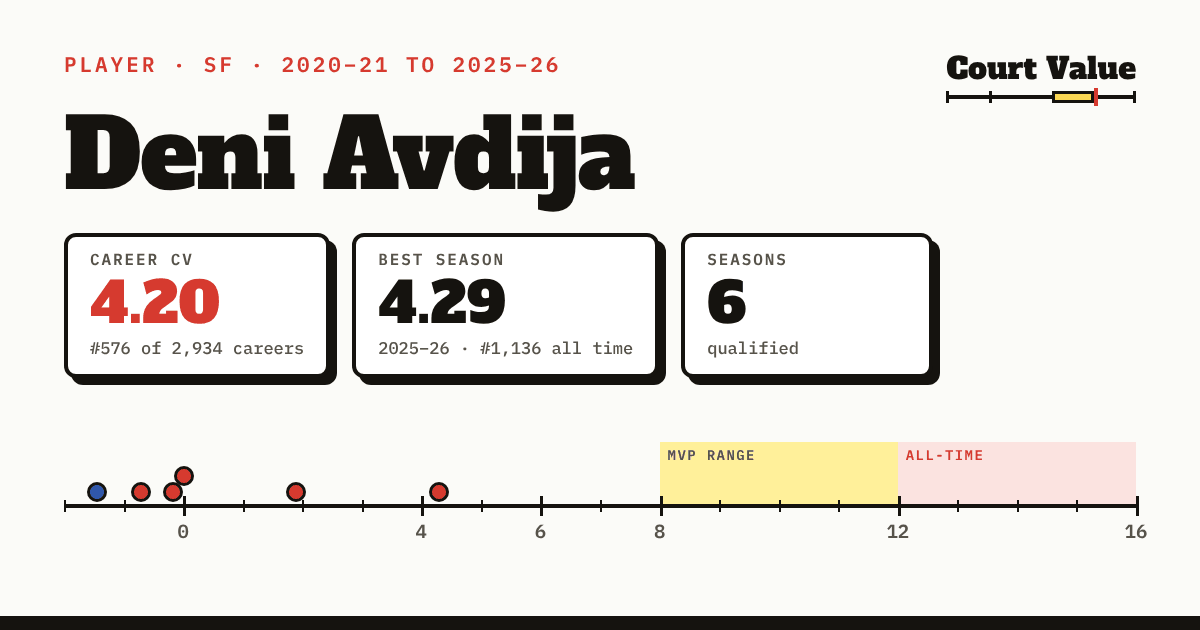 PLAYER · SF · 2020–21 TO 2025–26
Court Value
Deni Avdija
CAREER CV
4.20
#576 of 2,934 careers
BEST SEASON
4.29
2025–26 · #1,136 all time
SEASONS
6
qualified
MVP RANGE
ALL-TIME
0 4 6 8 12 16